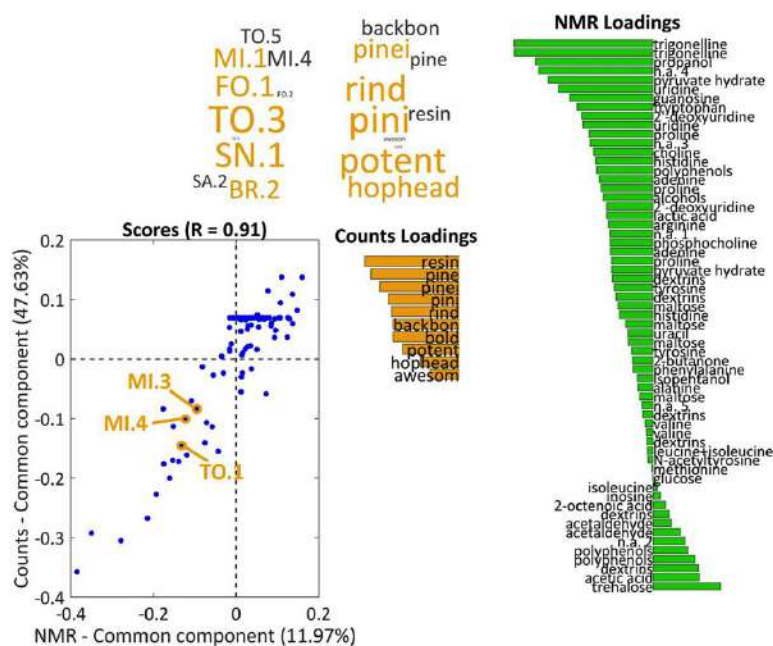 TO.5
MI.1
MI.4
FO.1
FO.2
TO.3
SN.1
SA.2
BR.2
backbon
pinei
pine
rind
pini
resin
awesom
potent
hophead
Scores (R = 0.91)
Counts - Common component (47.63%)
0.2
0.1
0
-0.1
-0.2
-0.3
-0.4
MI.3
MI.4
TO.1
-0.4
-0.2
0
0.2
NMR - Common component (11.97%)
Counts Loadings
resin
pine
pinei
pini
rind
backbon
bold
potent
hophead
awesom
NMR Loadings
trigonelline
trigonelline
propanol
n.a. 4
pyruvate hydrate
uridine
guanosine
tryptophan
2'-deoxyuridine
uridine
proline
n.a. 3
choline
histidine
polyphenols
adenine
proline
alcohols
2'-deoxyuridine
lactic acid
arginine
n.a. 1
phosphocholine
adenine
proline
pyruvate hydrate
dextrins
tyrosine
dextrins
maltose
histidine
maltose
uracil
maltose
tyrosine
2-butanone
phenylalanine
isopentanol
alanine
maltose
n.a. 5
dextrins
valine
valine
dextrins
leucine+isoleucine
N-acetyltyrosine
methionine
glucose
isoleucine
inosine
2-octenoic acid
dextrins
acetaldehyde
acetaldehyde
n.a. 2
polyphenols
polyphenols
dextrins
acetic acid
trehalose